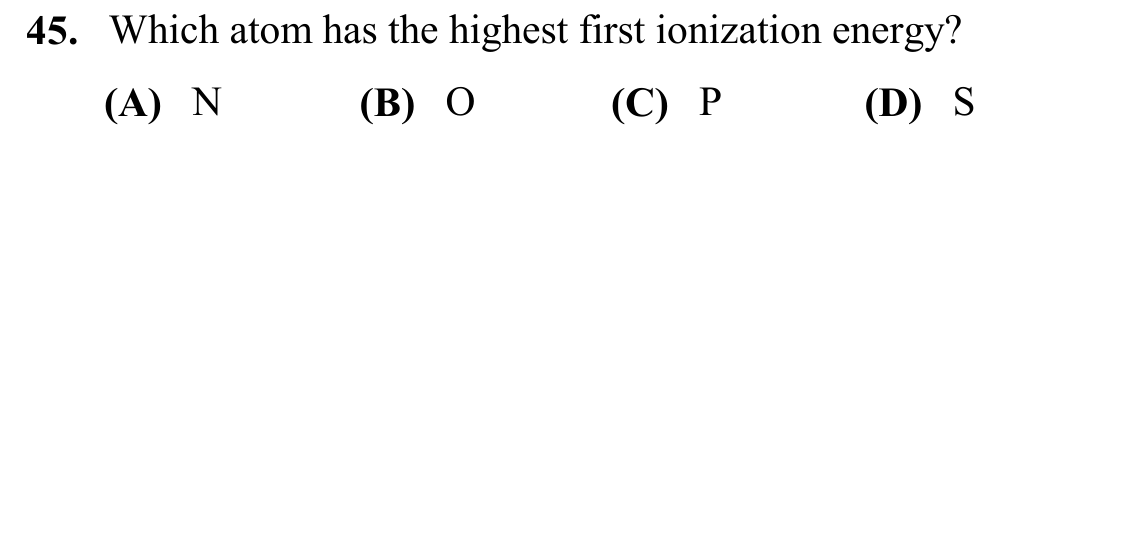 45. Which atom has the highest first ionization energy?
(A) N (B) O (C) P (D) S